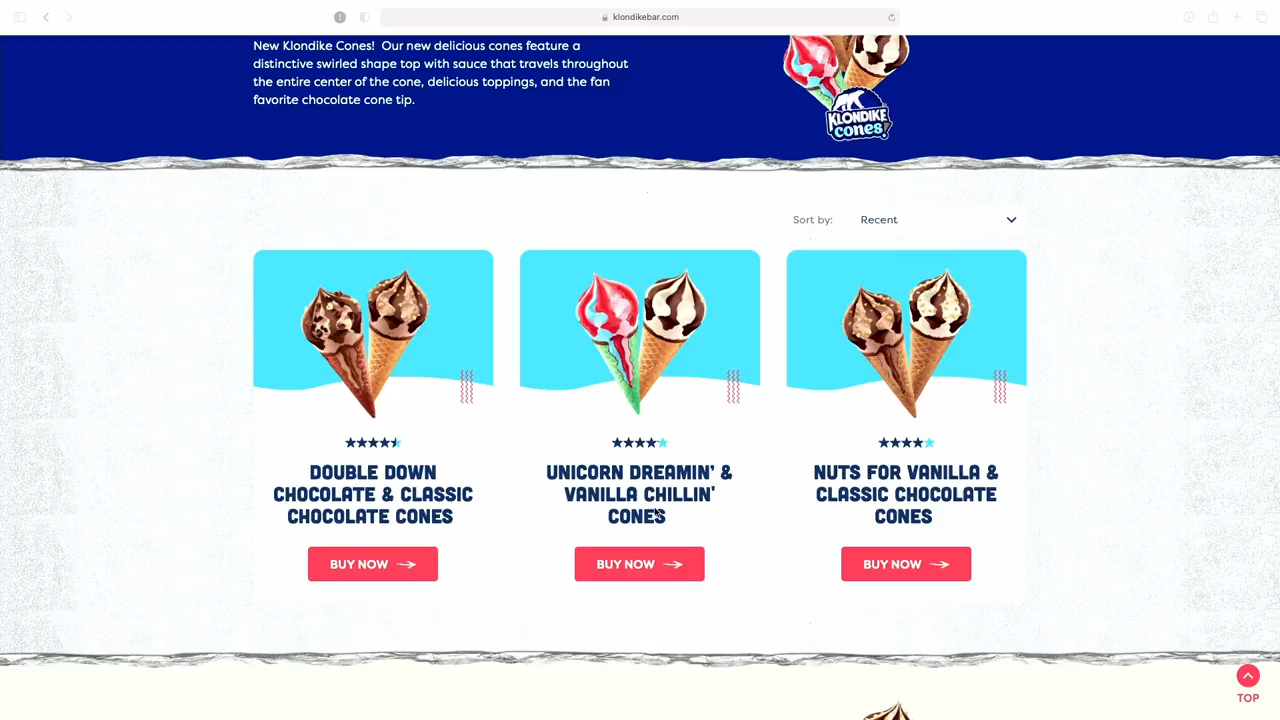 klondikebar.com
New Klondike Cones!  Our new delicious cones feature a
distinctive swirled shape top with sauce that travels throughout
the entire center of the cone, delicious toppings, and the fan
favorite chocolate cone tip.
KLONDIKE
cones
Sort by: Recent
DOUBLE DOWN
CHOCOLATE & CLASSIC
CHOCOLATE CONES
BUY NOW
UNICORN DREAMIN' &
VANILLA CHILLIN'
CONES
BUY NOW
NUTS FOR VANILLA &
CLASSIC CHOCOLATE
CONES
BUY NOW
TOP